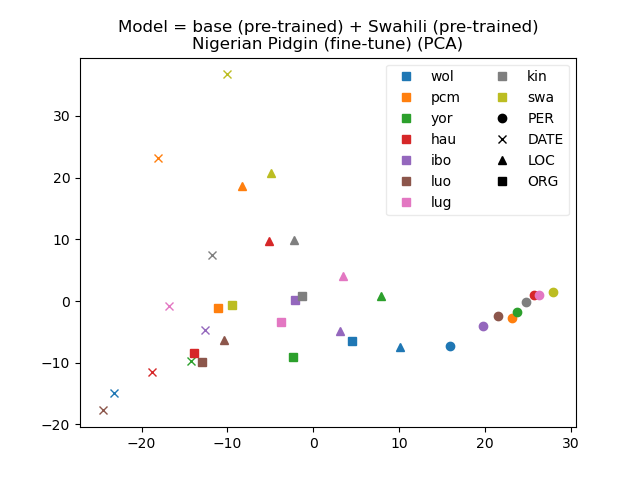 Model = base (pre-trained) + Swahili (pre-trained)
Nigerian Pidgin (fine-tune) (PCA)
wol
pcm
yor
hau
ibo
luo
lug
kin
swa
PER
DATE
LOC
ORG
30
20
10
0
−10
−20
−20
−10
0
10
20
30